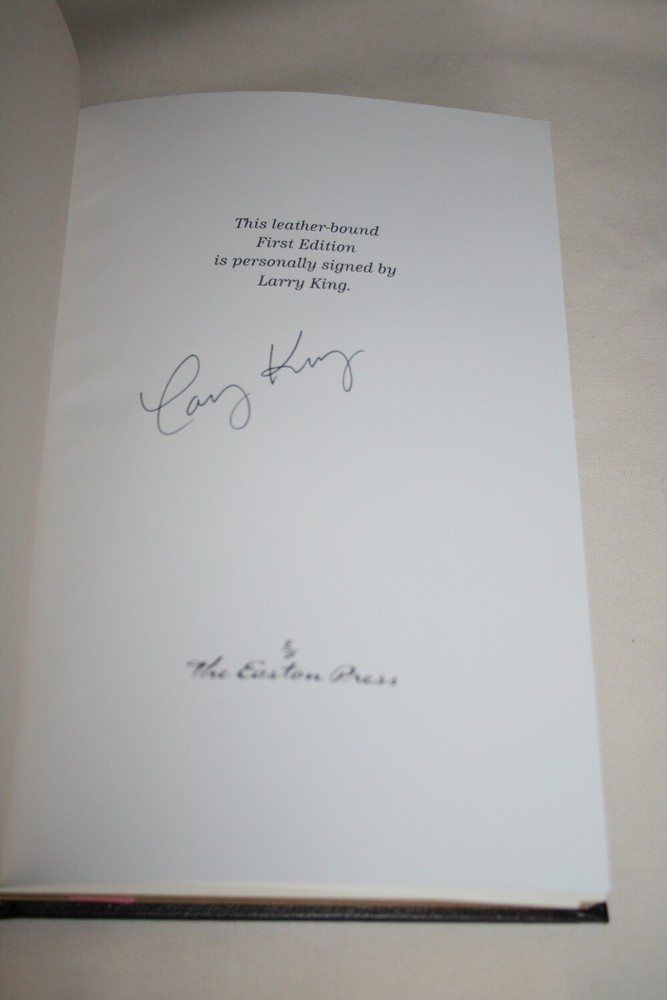 This leather-bound
First Edition
is personally signed by
Larry King.
Larry King
The Easton Press